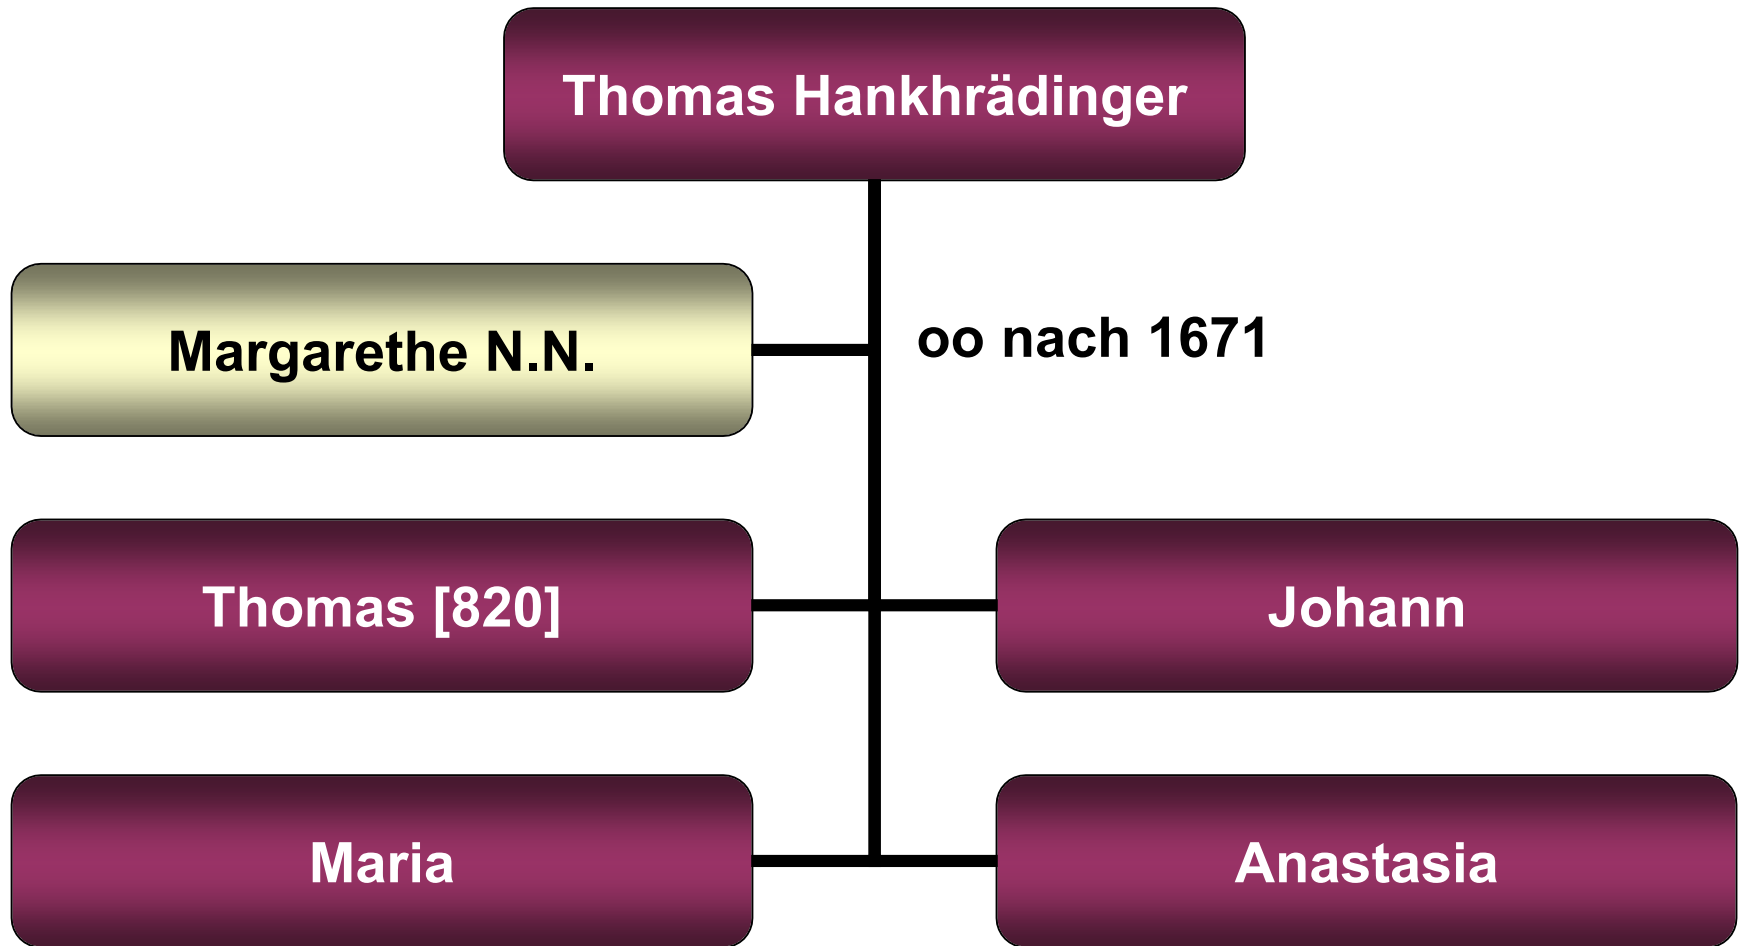 Thomas Hankhrädinger
Margarethe N.N.
oo nach 1671
Thomas [820]
Johann
Maria
Anastasia